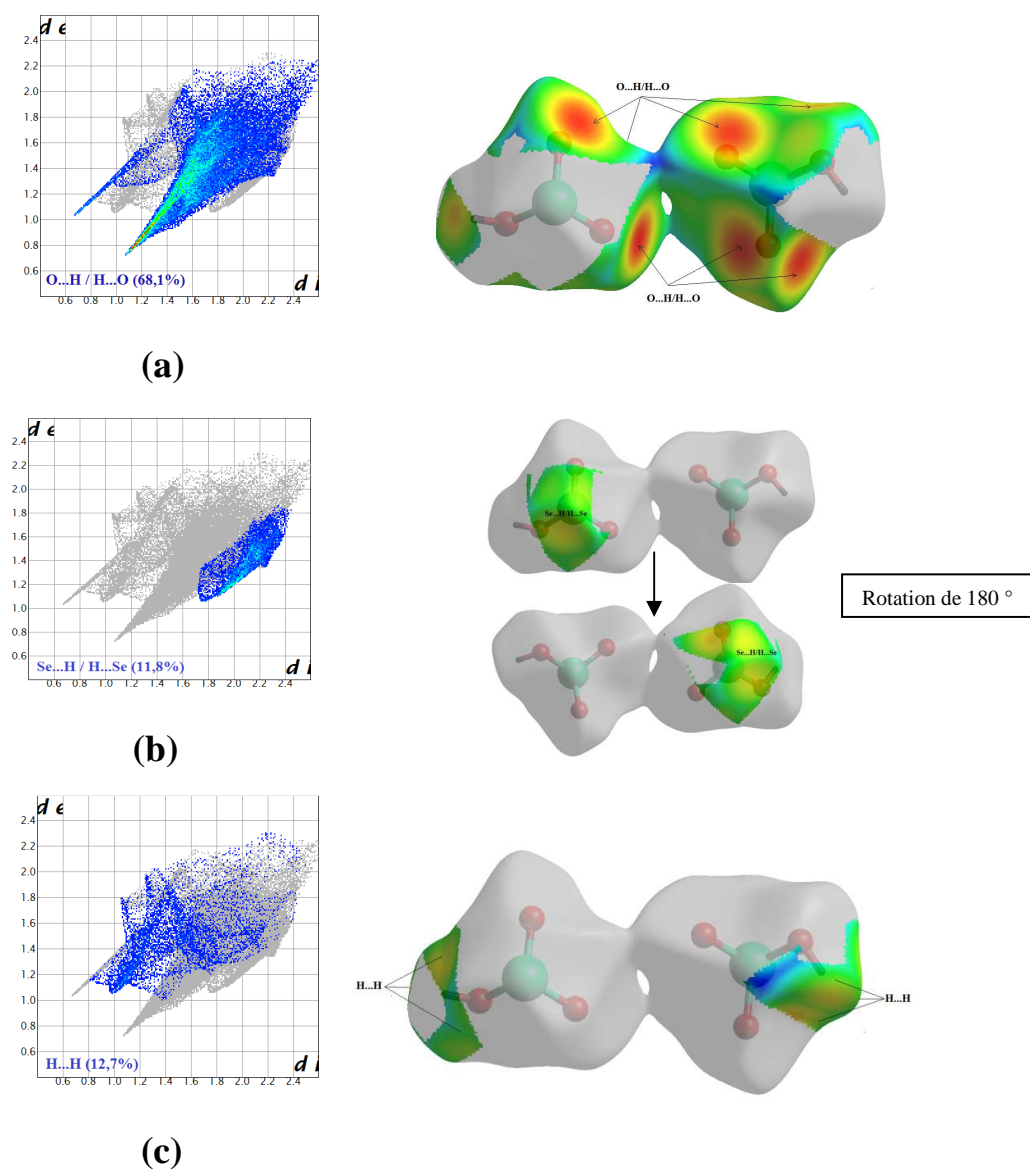 d e
2.4
2.2
2.0
1.8
1.6
1.4
1.2
1.0
0.8
0.6
O...H / H...O (68,1%)
d i
0.6 0.8 1.0 1.2 1.4 1.6 1.8 2.0 2.2 2.4
O...H/H...O
O...H/H...O
(a)
d e
2.4
2.2
2.0
1.8
1.6
1.4
1.2
1.0
0.8
0.6
Se...H / H...Se (11,8%)
d i
0.6 0.8 1.0 1.2 1.4 1.6 1.8 2.0 2.2 2.4
Se...H/H...Se
Rotation de 180 °
Se...H/H...Se
(b)
d e
2.4
2.2
2.0
1.8
1.6
1.4
1.2
1.0
0.8
0.6
H...H (12,7%)
d i
0.6 0.8 1.0 1.2 1.4 1.6 1.8 2.0 2.2 2.4
H...H
H...H
(c)